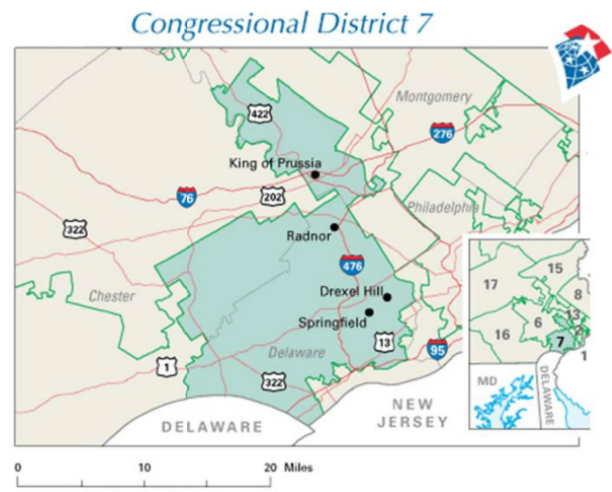 Congressional District 7
422
Montgomery
276
King of Prussia
76
202
Philadelphia
322
Radnor
476
Chester
Drexel Hill
Springfield
13
95
Delaware
1
322
DELAWARE
NEW
JERSEY
15
17
8
13
6
2
16
7
1
MD
DELAWARE
0 10 20 Miles